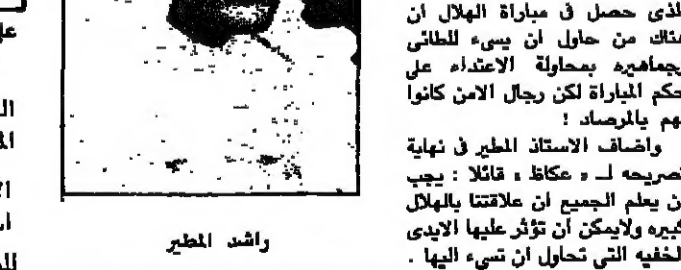 الذى حصل فى مباراة الهلال ان
هناك من حاول ان يسىء للطائى
وجماهيره بمحاولة الاعتداء على
حكم المباراة لكن رجال الامن كانوا
لهم بالرصاد !
واضاف الاستاذ المطير فى نهاية
تصريحه لـ « عكاظ » قائلا : يجب
ان يعلم الجميع ان علاقتنا بالهلال
كبيره ولايمكن ان تؤثر عليها الايدى
الخفيه التى تحاول ان تسىء اليها .
راشد المطير